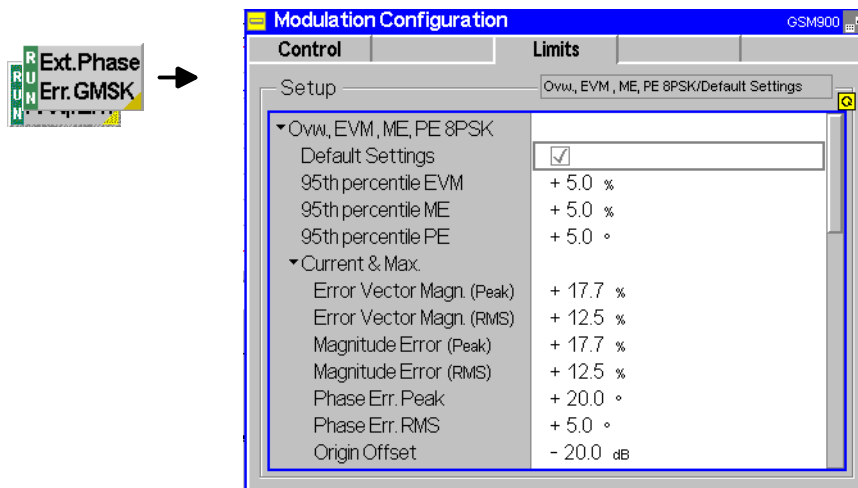 RUN
Ext.Phase
Err. GMSK
RUN
Modulation Configuration GSM900
Control Limits
Setup Ovw., EVM , ME, PE 8PSK/Default Settings
Ovw., EVM , ME, PE 8PSK
Default Settings
95th percentile EVM + 5.0 %
95th percentile ME + 5.0 %
95th percentile PE + 5.0 °
Current & Max.
Error Vector Magn. (Peak) + 17.7 %
Error Vector Magn. (RMS) + 12.5 %
Magnitude Error (Peak) + 17.7 %
Magnitude Error (RMS) + 12.5 %
Phase Err. Peak + 20.0 °
Phase Err. RMS + 5.0 °
Origin Offset - 20.0 dB